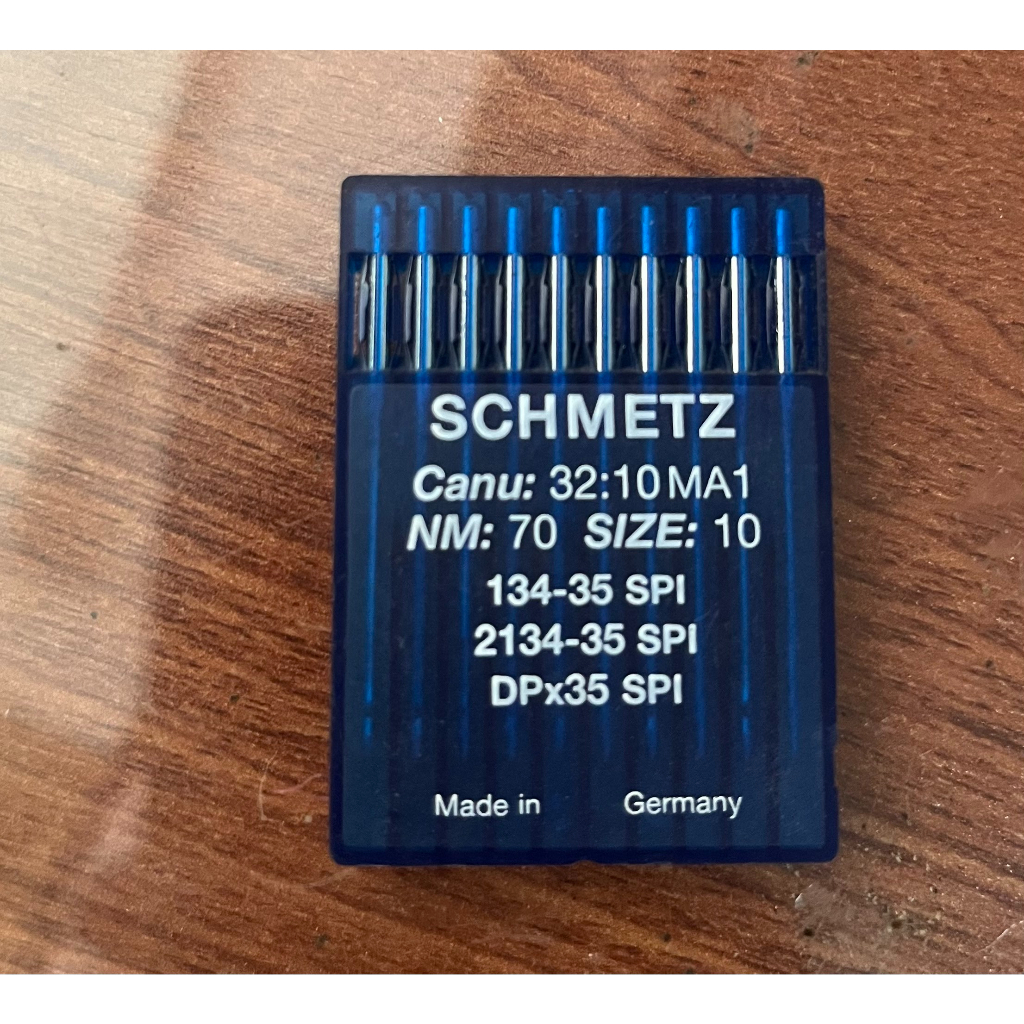 SCHMETZ
Canu: 32:10 MA1
NM: 70 SIZE: 10
134-35 SPI
2134-35 SPI
DPx35 SPI
Made in Germany